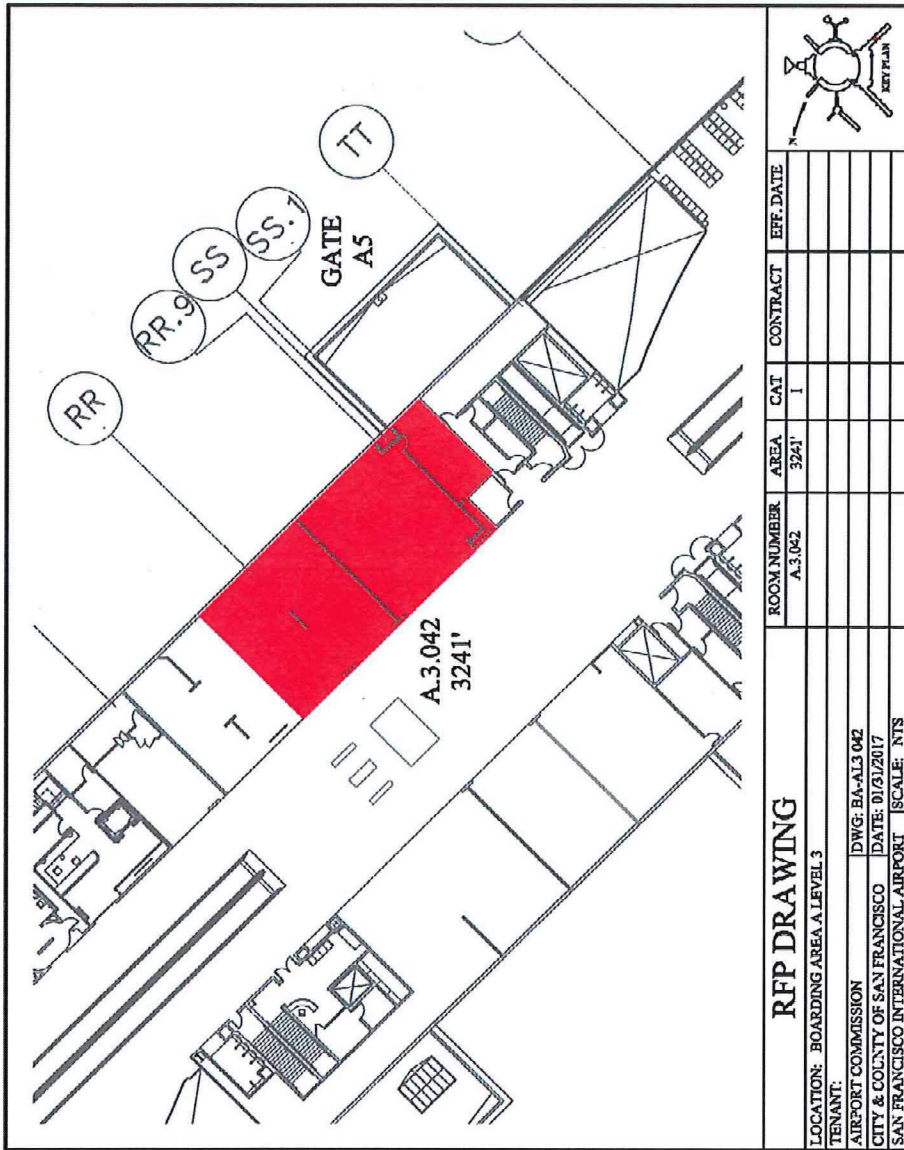 TT
SS.1
SS
RR.9
RR
GATE
A5
A.3.042
3241'
RFP DRAWING
LOCATION: BOARDING AREA A LEVEL 3
TENANT:
AIRPORT COMMISSION
DWG: BA-AL3 042
CITY & COUNTY OF SAN FRANCISCO
DATE: 01/31/2017
SAN FRANCISCO INTERNATIONAL AIRPORT
SCALE: NTS
ROOM NUMBER
AREA
CAT
CONTRACT
EFF. DATE
A.3.042
3241'
1
N
KEY PLAN